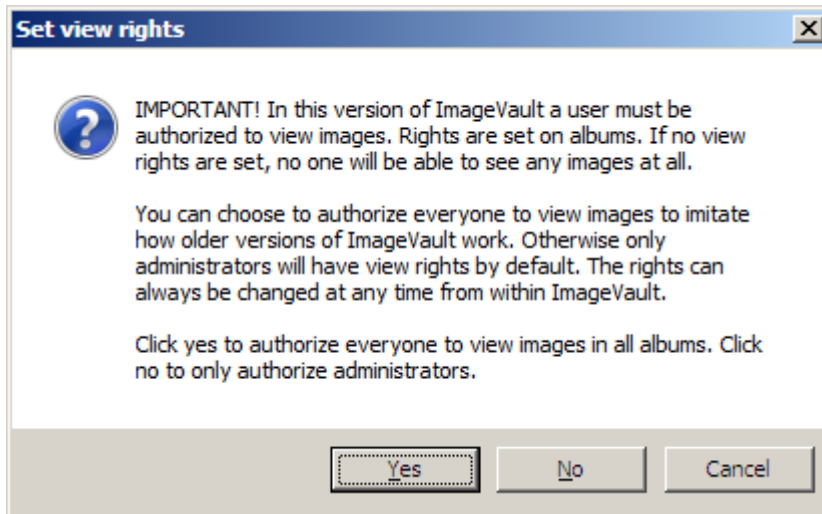 Set view rights
IMPORTANT! In this version of ImageVault a user must be
authorized to view images. Rights are set on albums. If no view
rights are set, no one will be able to see any images at all.
You can choose to authorize everyone to view images to imitate
how older versions of ImageVault work. Otherwise only
administrators will have view rights by default. The rights can
always be changed at any time from within ImageVault.
Click yes to authorize everyone to view images in all albums. Click
no to only authorize administrators.
Yes No Cancel